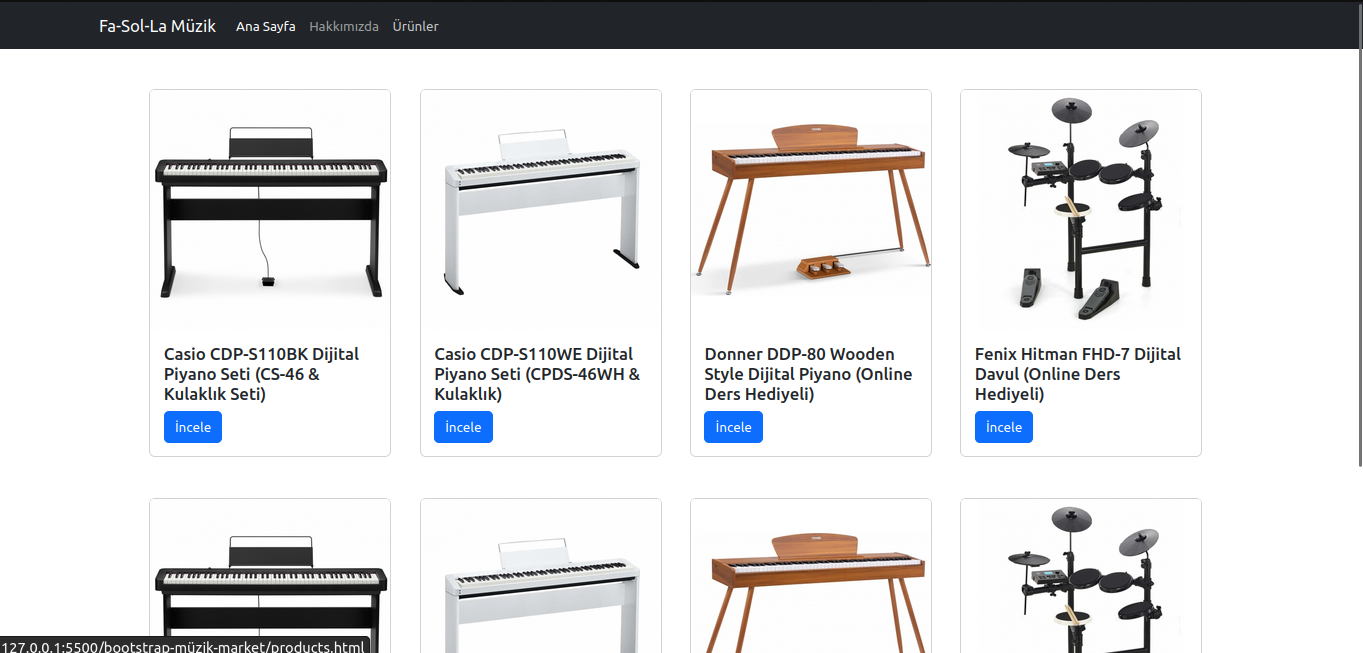 Fa-Sol-La Müzik Ana Sayfa Hakkımızda Ürünler
Casio CDP-S110BK Dijital
Piyano Seti (CS-46 &
Kulaklık Seti)
İncele
Casio CDP-S110WE Dijital
Piyano Seti (CPDS-46WH &
Kulaklık)
İncele
Donner DDP-80 Wooden
Style Dijital Piyano (Online
Ders Hediyeli)
İncele
Fenix Hitman FHD-7 Dijital
Davul (Online Ders
Hediyeli)
İncele
127.0.0.1:5500/bootstrap-müzik-market/products.html